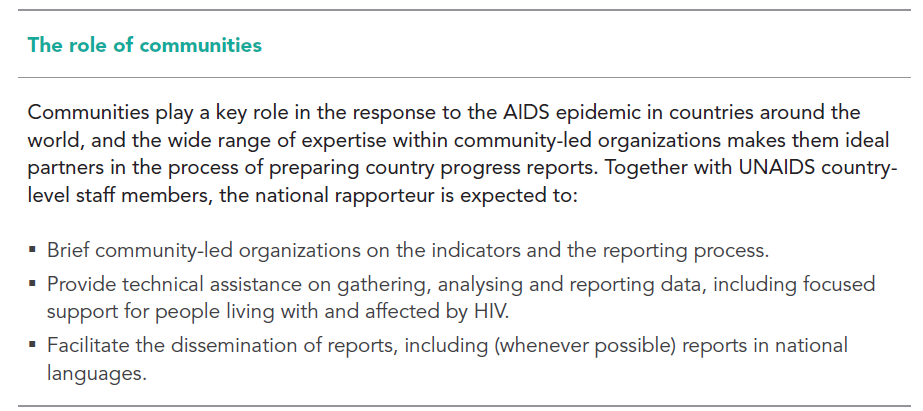 The role of communities
Communities play a key role in the response to the AIDS epidemic in countries around the
world, and the wide range of expertise within community-led organizations makes them ideal
partners in the process of preparing country progress reports. Together with UNAIDS country-
level staff members, the national rapporteur is expected to:
▪ Brief community-led organizations on the indicators and the reporting process.
▪ Provide technical assistance on gathering, analysing and reporting data, including focused
support for people living with and affected by HIV.
▪ Facilitate the dissemination of reports, including (whenever possible) reports in national
languages.